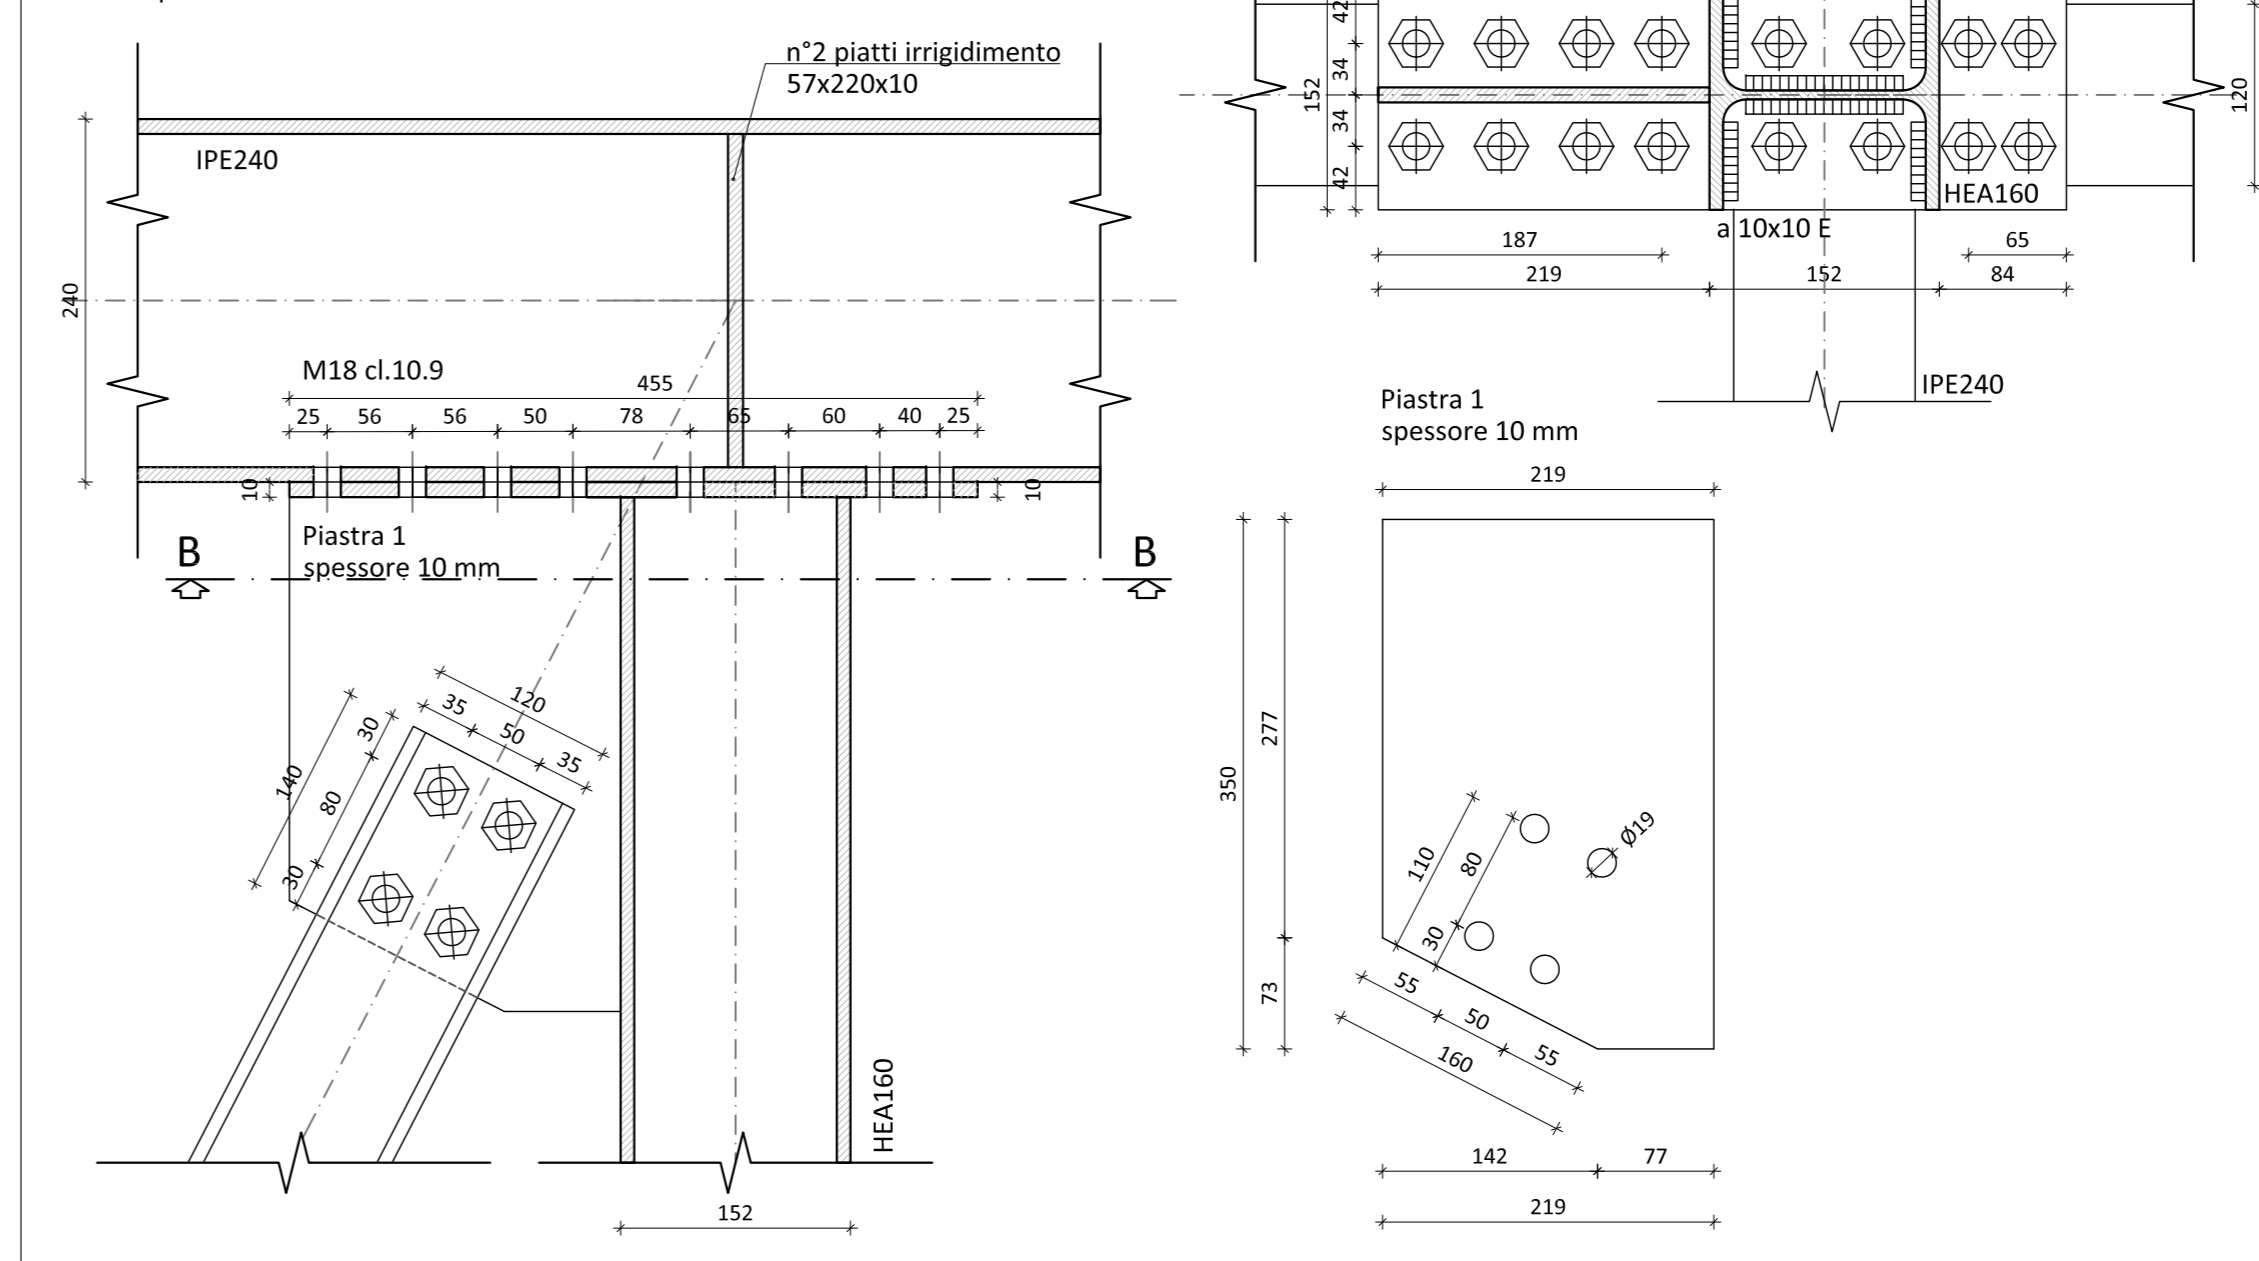 n°2 piatti irrigidimento
57x220x10
IPE240
240
M18 cl.10.9
455
25 56 56 50 78 65 60 40 25
10
10
Piastra 1
spessore 10 mm
B
B
120
35
50
35
30
140
80
30
HEA160
152
42
34
152
34
42
120
HEA160
a 10x10 E
187
65
219
152
84
IPE240
Piastra 1
spessore 10 mm
219
277
350
Ø19
110
80
30
73
55
50
55
160
142
77
219